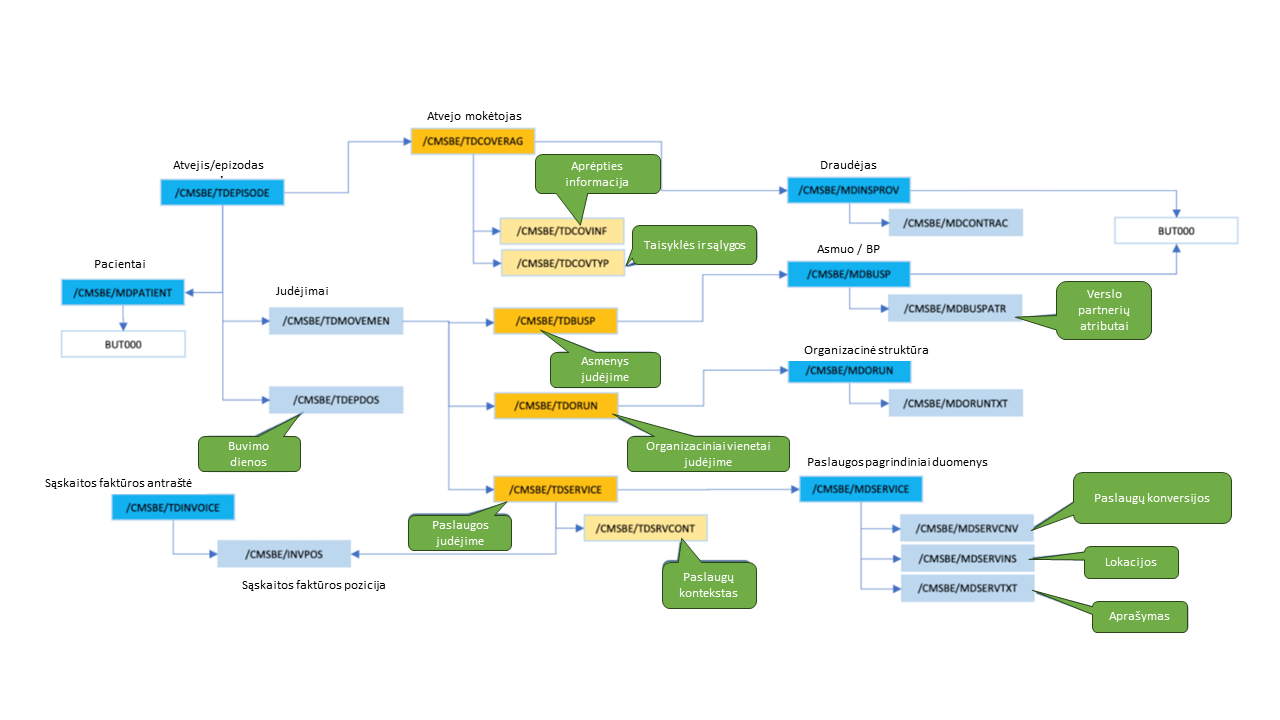 Atvejo mokėtojas
/CMSBE/TDCOVERAG
Atvejis/epizodas
/CMSBE/TDEPISODE
Aprėpties
informacija
Draudėjas
/CMSBE/MDINSPROV
/CMSBE/MDCONTRAC
BUT000
/CMSBE/TDCOVINF
/CMSBE/TDCOVTYP
Taisyklės ir sąlygos
Asmuo / BP
/CMSBE/MDBUSP
/CMSBE/MDBUSPATR
Verslo
partnerių
atributai
Pacientai
/CMSBE/MDPATIENT
BUT000
Judėjimai
/CMSBE/TDMOVEMEN
/CMSBE/TDBUSP
Asmenys
judėjime
Organizacinė struktūra
/CMSBE/MDORUN
/CMSBE/MDORUNTXT
/CMSBE/TDEPDOS
Buvimo
dienos
/CMSBE/TDORUN
Organizaciniai vienetai
judėjime
Paslaugos pagrindiniai duomenys
/CMSBE/MDSERVICE
Sąskaitos faktūros antraštė
/CMSBE/TDINVOICE
/CMSBE/INVPOS
Sąskaitos faktūros pozicija
/CMSBE/TDSERVICE
Paslaugos
judėjime
/CMSBE/TDSRVCONT
Paslaugų
kontekstas
/CMSBE/MDSERVCNV
Paslaugų konversijos
/CMSBE/MDSERVINS
Lokacijos
/CMSBE/MDSERVTXT
Aprašymas